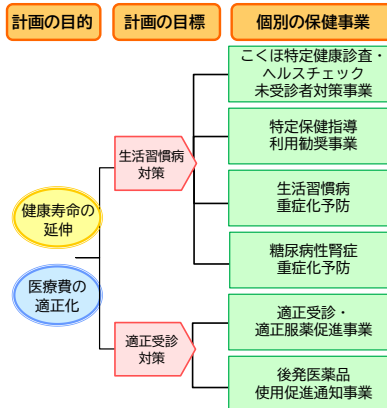 計画の目的
計画の目標
個別の保健事業
健康寿命の
延伸
医療費の
適正化
生活習慣病
対策
適正受診
対策
こくほ特定健康診査・
ヘルスチェック
未受診者対策事業
特定保健指導
利用勧奨事業
生活習慣病
重症化予防
糖尿病性腎症
重症化予防
適正受診・
適正服薬促進事業
後発医薬品
使用促進通知事業